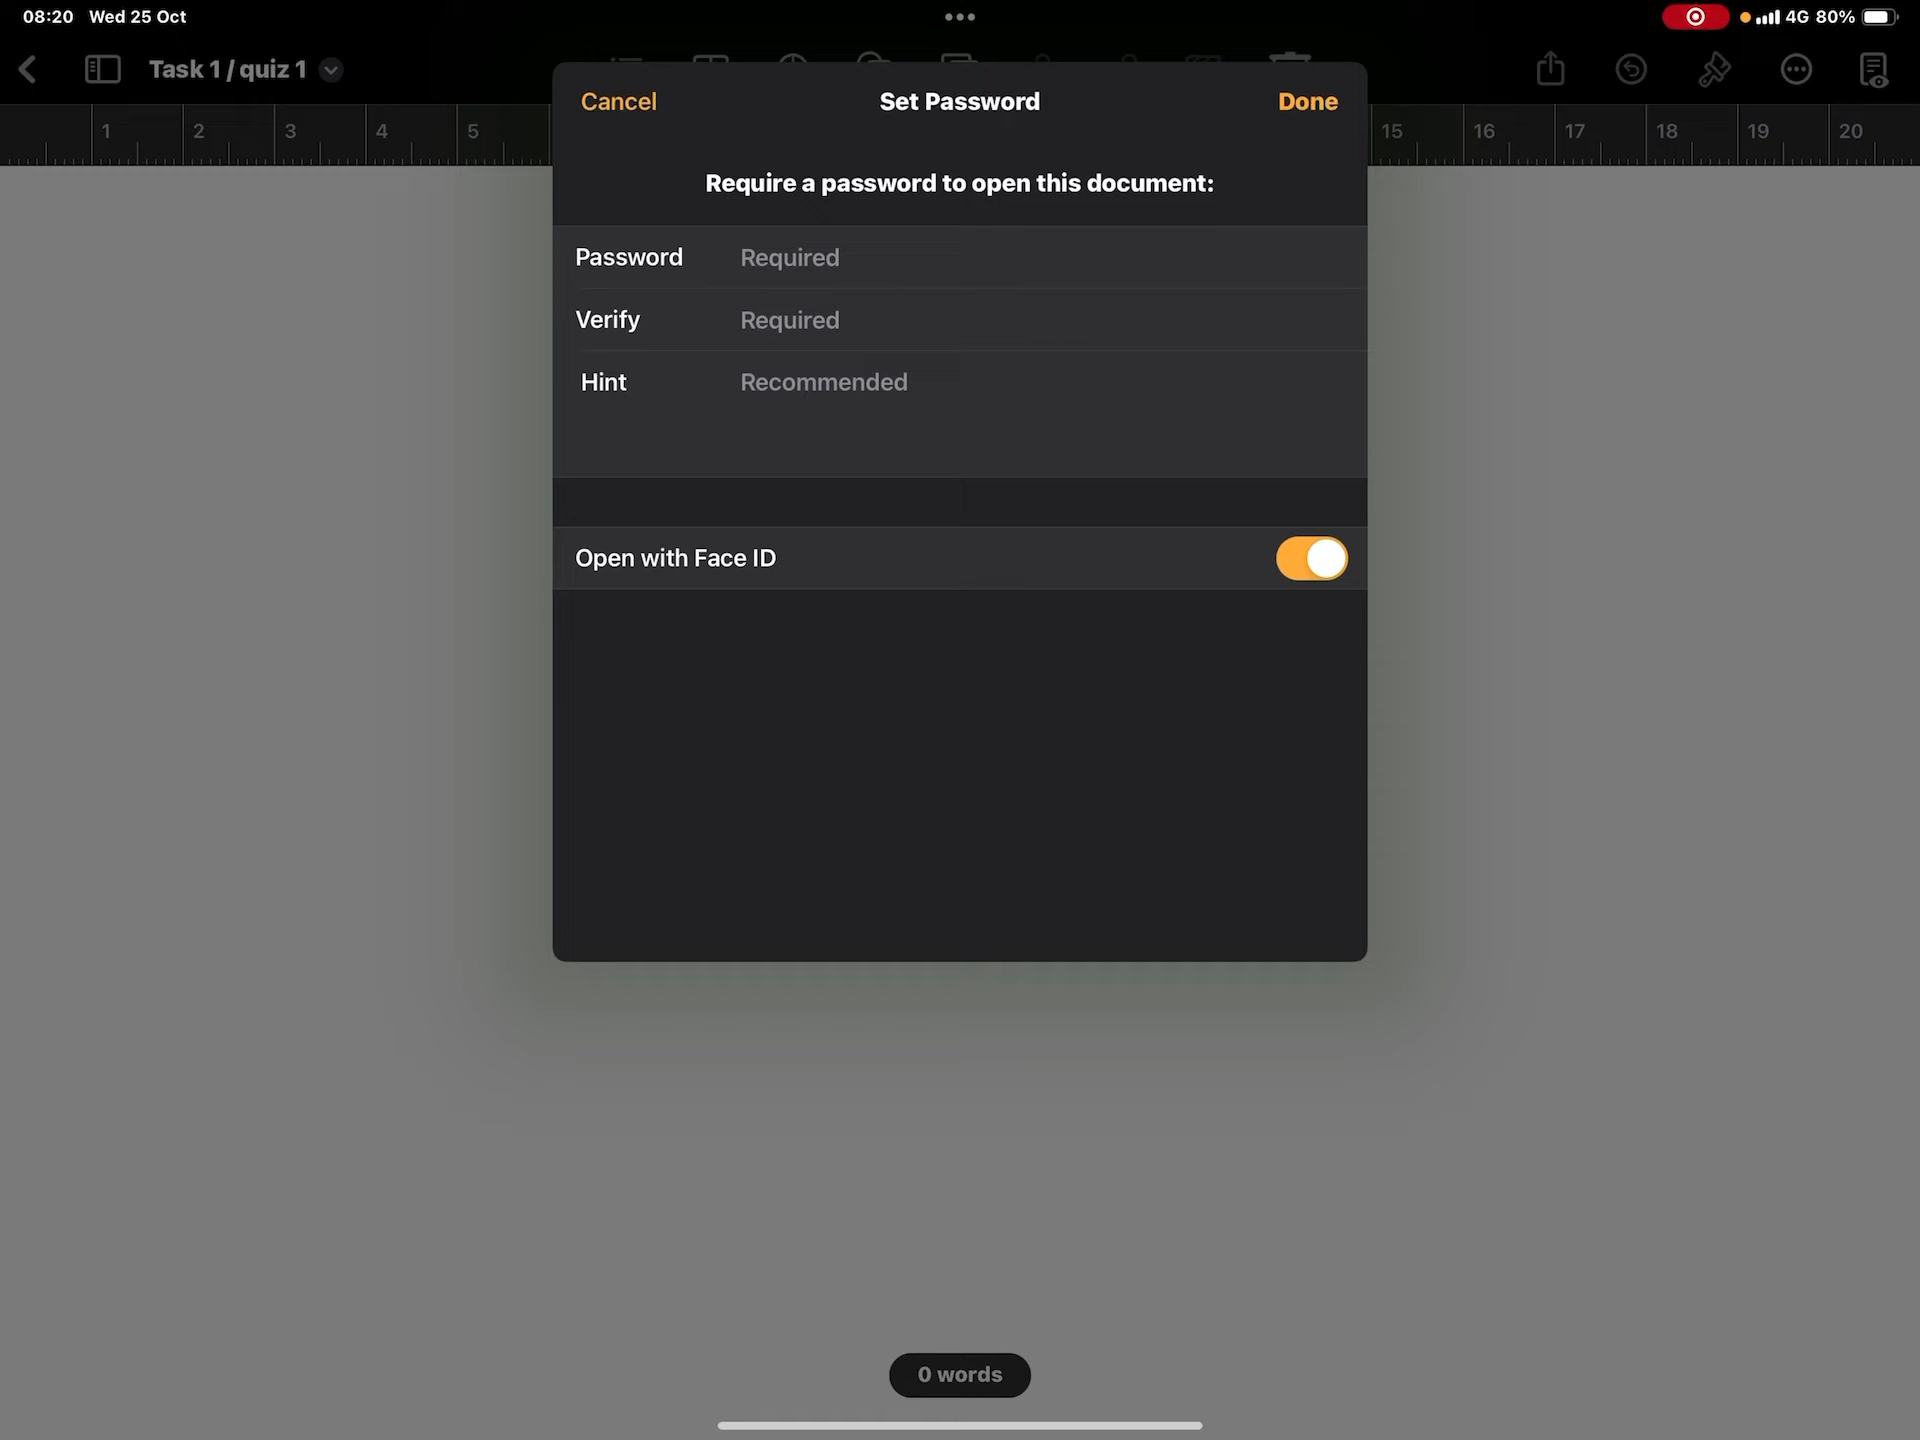 08:20 Wed 25 Oct
4G 80%
Task 1 / quiz 1
1 2 3 4 5 15 16 17 18 19 20
Cancel Set Password Done
Require a password to open this document:
Password Required
Verify Required
Hint Recommended
Open with Face ID
0 words